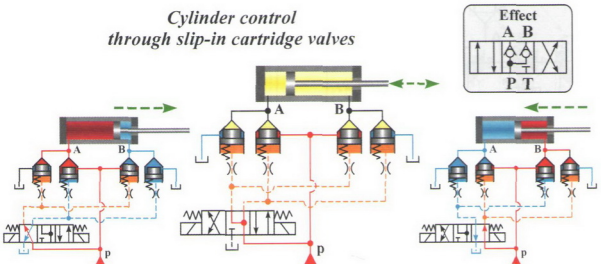 Cylinder control
through slip-in cartridge valves
Effect
A B
P T
A B
p
A B
p
A B
p